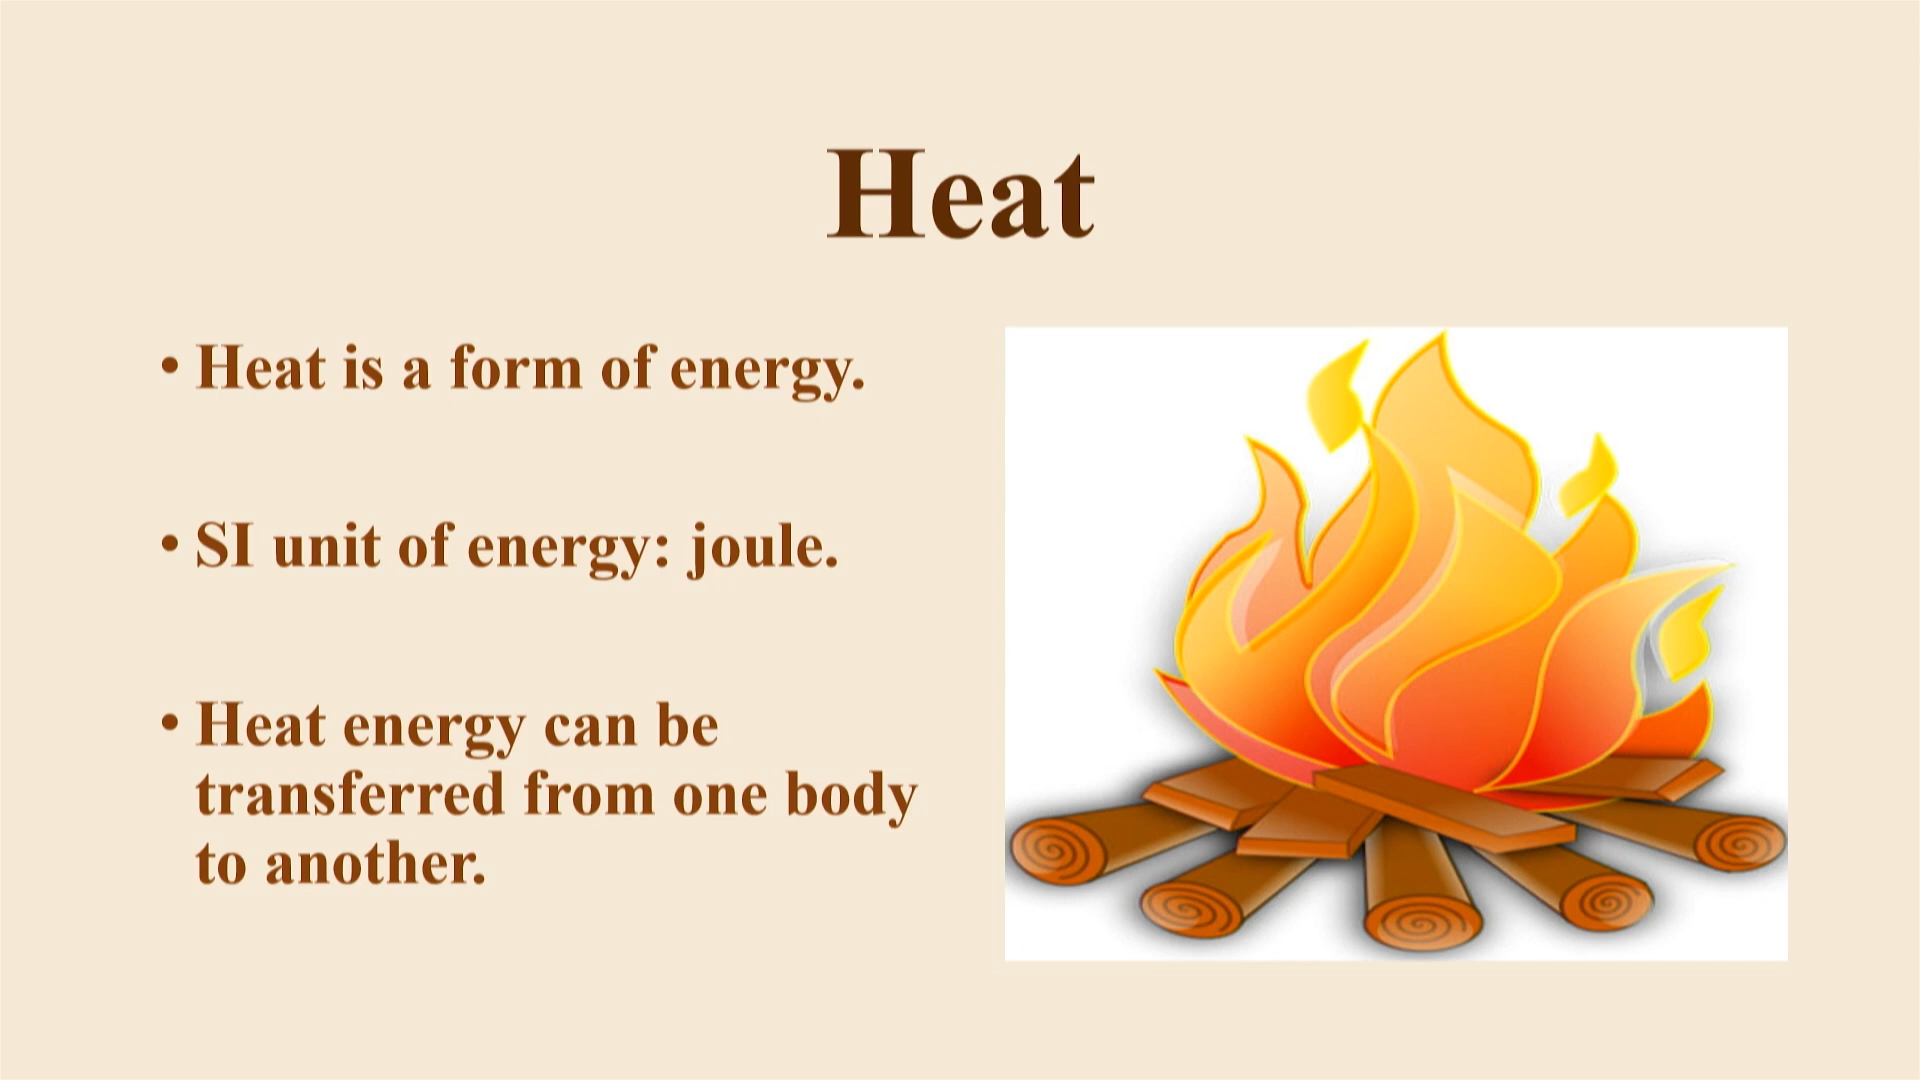 Heat
• Heat is a form of energy.
• SI unit of energy: joule.
• Heat energy can be
transferred from one body
to another.